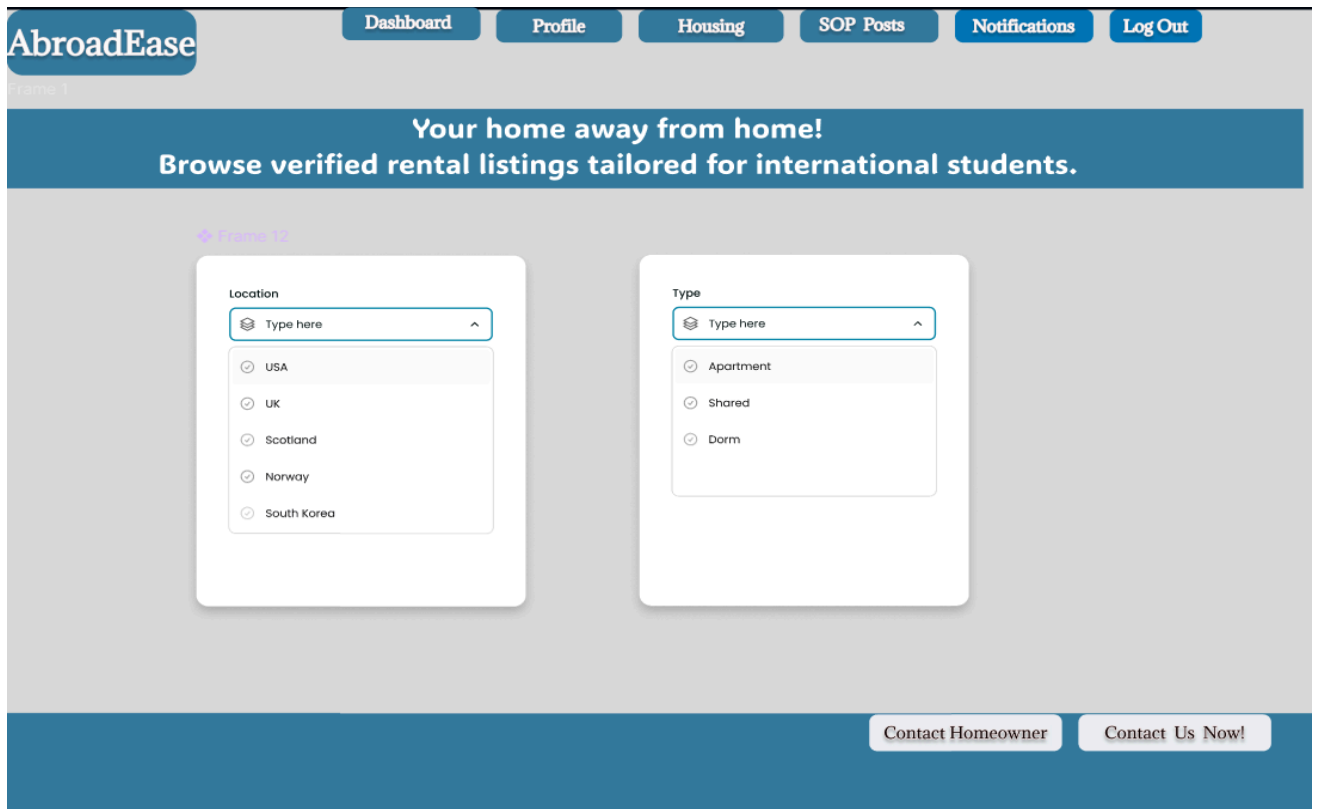 AbroadEase
Dashboard
Profile
Housing
SOP Posts
Notifications
Log Out
Frame 1
Your home away from home!
Browse verified rental listings tailored for international students.
Frame 12
Location
Type here
USA
UK
Scotland
Norway
South Korea
Type
Type here
Apartment
Shared
Dorm
Contact Homeowner
Contact Us Now!